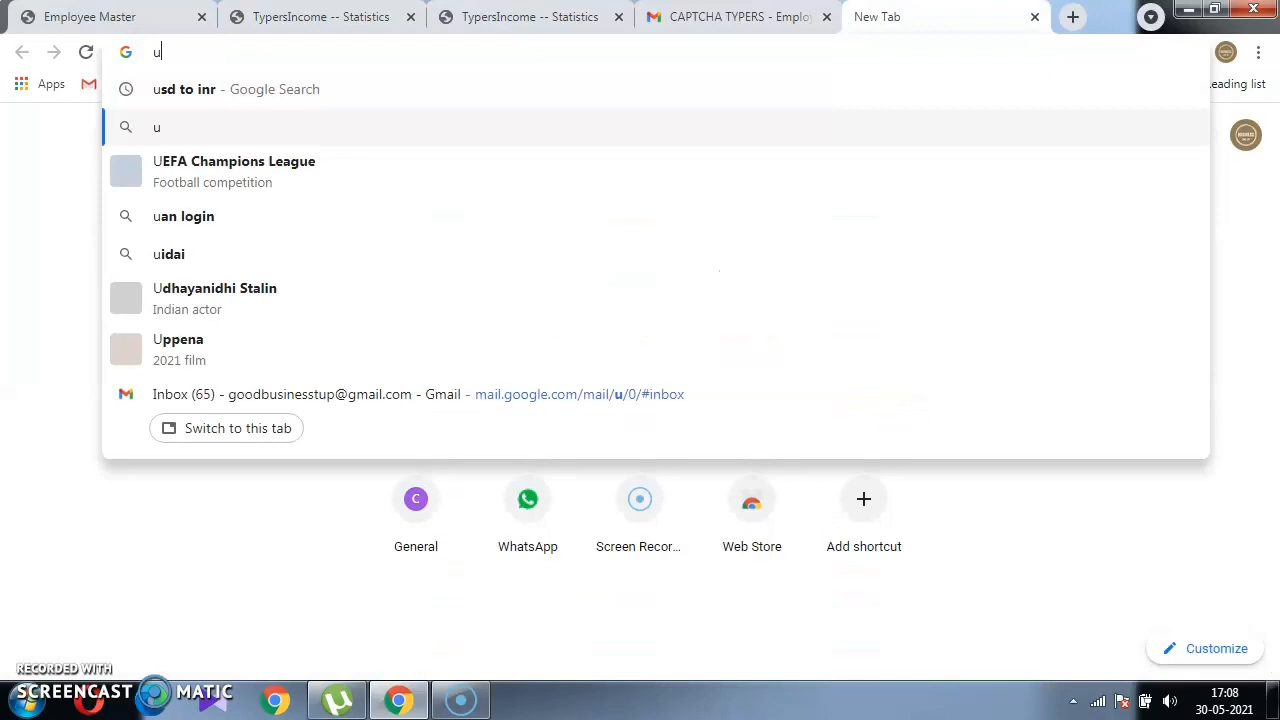 Employee Master
TypersIncome -- Statistics
TypersIncome -- Statistics
CAPTCHA TYPERS - Employ
New Tab
u
Apps
eading list
usd to inr - Google Search
u
UEFA Champions League
Football competition
uan login
uidai
Udhayanidhi Stalin
Indian actor
Uppena
2021 film
Inbox (65) - goodbusinesstup@gmail.com - Gmail - mail.google.com/mail/u/0/#inbox
Switch to this tab
C
General
WhatsApp
Screen Recor...
Web Store
Add shortcut
Customize
RECORDED WITH
SCREENCAST MATIC
17:08
30-05-2021